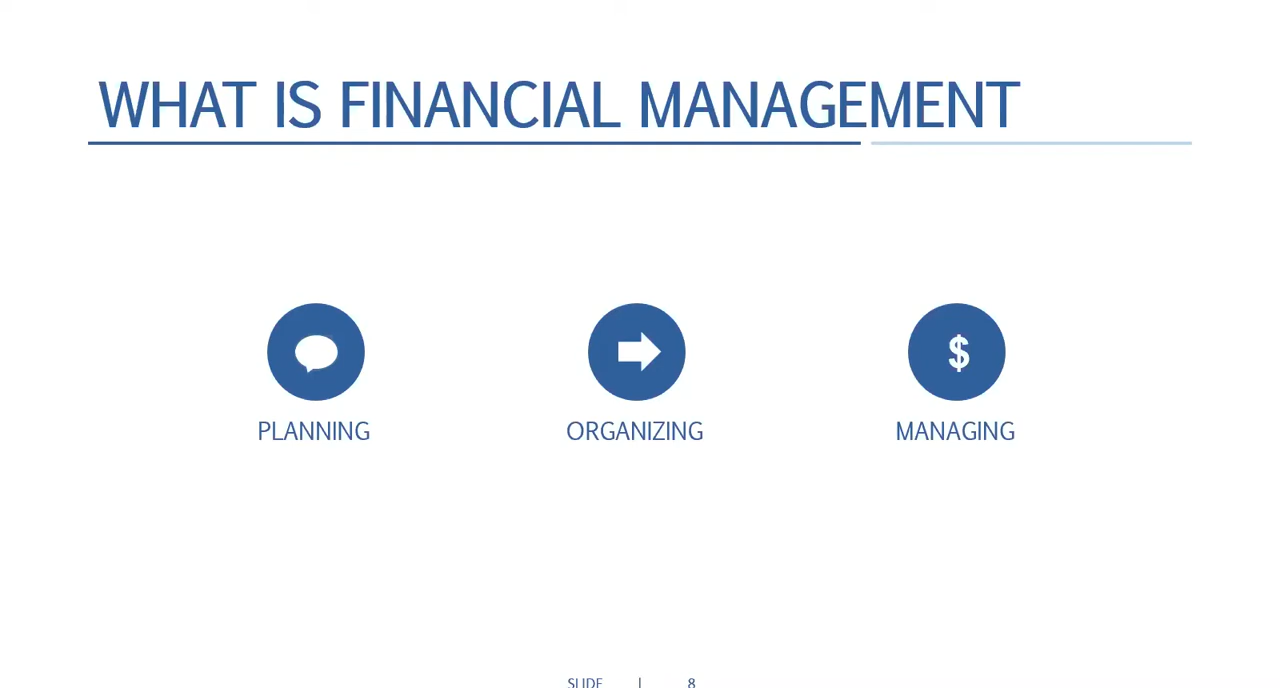 WHAT IS FINANCIAL MANAGEMENT
$
PLANNING
ORGANIZING
MANAGING
SLIDE | 8